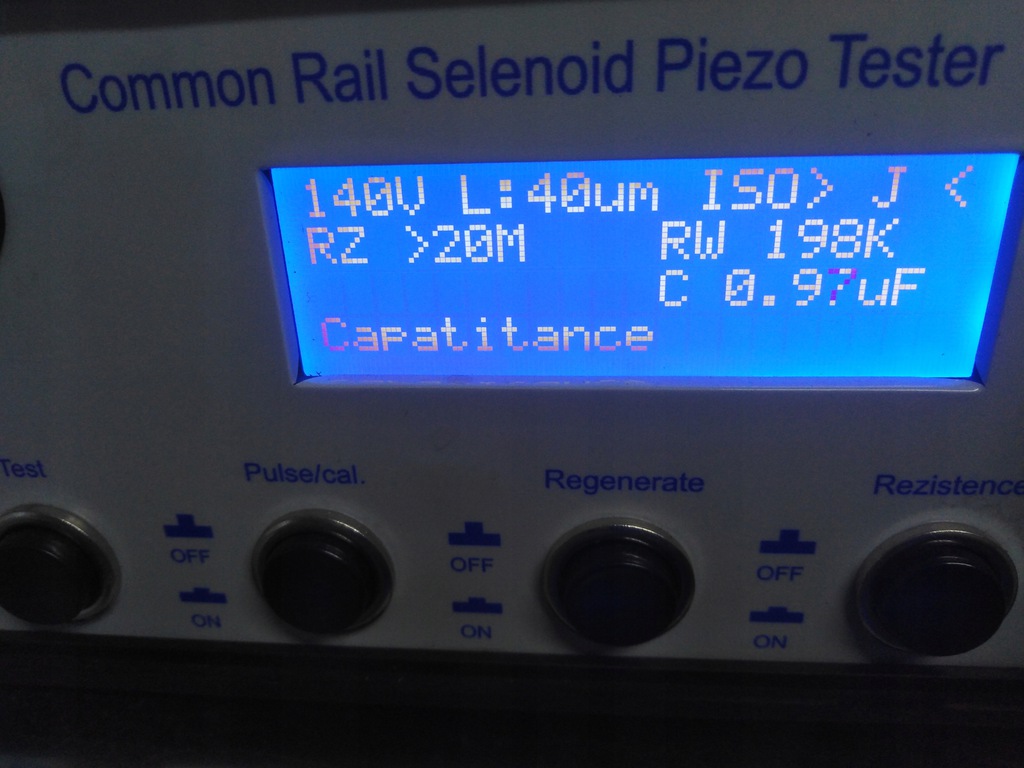 Common Rail Selenoid Piezo Tester
140V L:40um ISO> J <
RZ >20M RW 198K
C 0.97uF
Capatitance
Test Pulse/cal. Regenerate Rezistence
OFF OFF OFF
ON ON ON